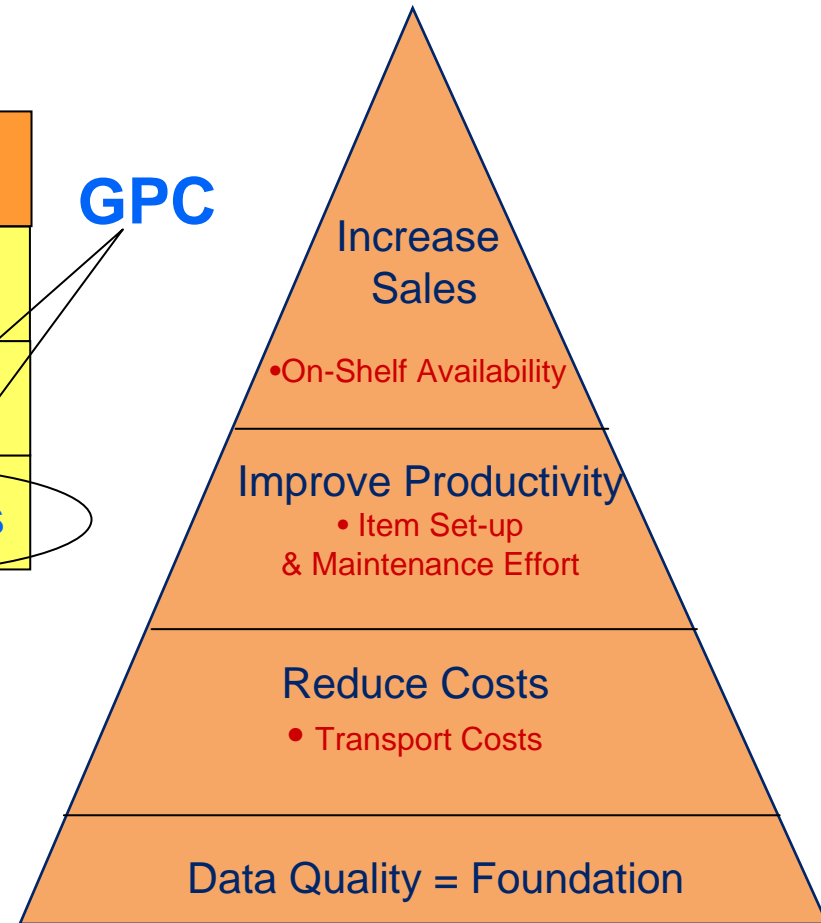 GPC
Increase
Sales
•On-Shelf Availability
Improve Productivity
• Item Set-up
& Maintenance Effort
Reduce Costs
• Transport Costs
Data Quality = Foundation